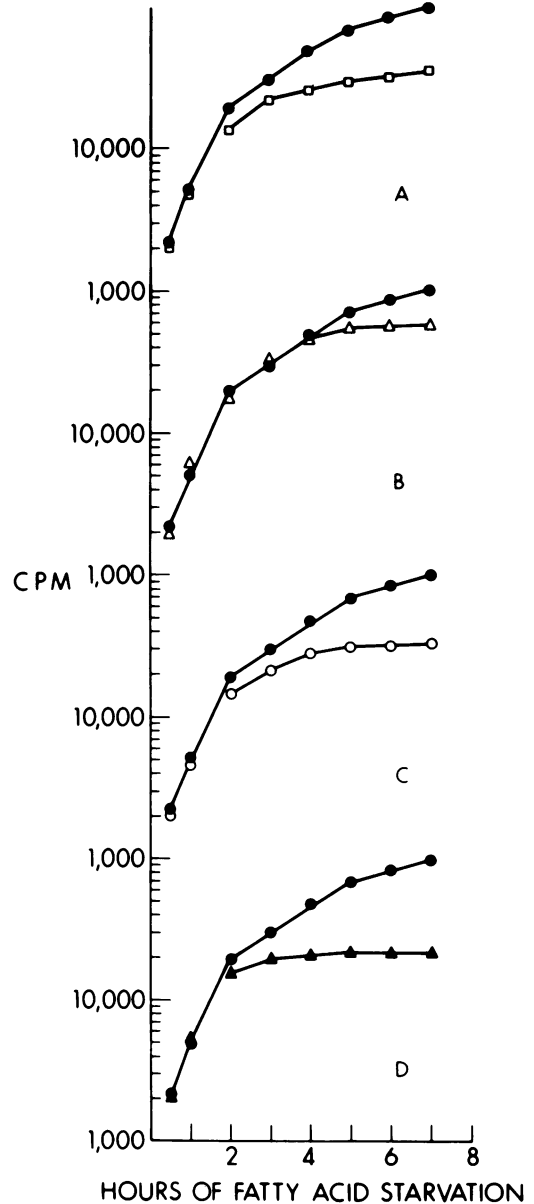 10,000
A
1,000
10,000
B
CPM 1,000
10,000
C
1,000
10,000
D
1,000
2 4 6 8
HOURS OF FATTY ACID STARVATION